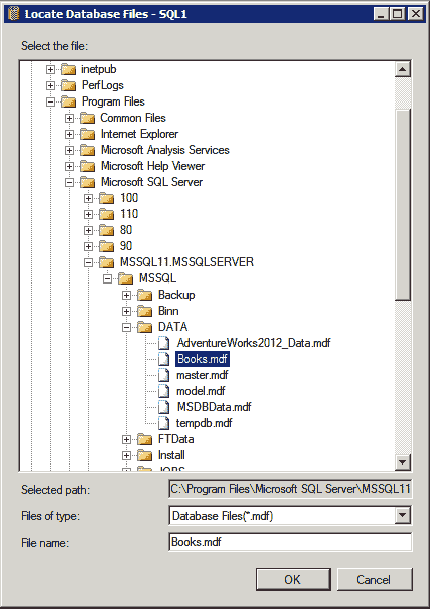 Locate Database Files - SQL1
Select the file:
inetpub
PerfLogs
Program Files
Common Files
Internet Explorer
Microsoft Analysis Services
Microsoft Help Viewer
Microsoft SQL Server
100
110
80
90
MSSQL11.MSSQLSERVER
MSSQL
Backup
Binn
DATA
AdventureWorks2012_Data.mdf
Books.mdf
master.mdf
model.mdf
MSDBData.mdf
tempdb.mdf
FTData
Install
JOBS
Selected path: C:\Program Files\Microsoft SQL Server\MSSQL11
Files of type: Database Files(*.mdf)
File name: Books.mdf
OK Cancel